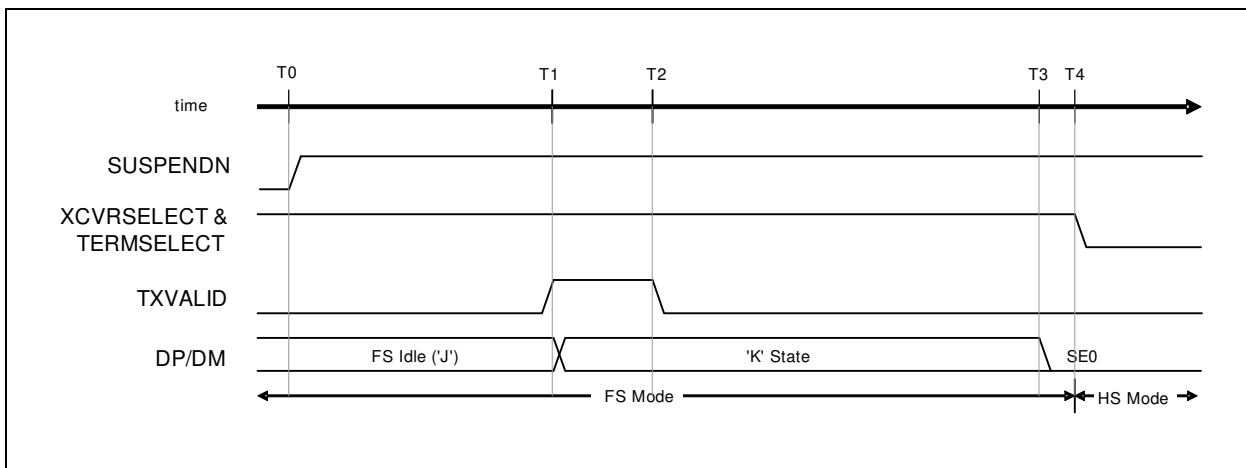 T0 T1 T2 T3 T4
time
SUSPENDN
XCVRSELECT &
TERMSELECT
TXVALID
DP/DM FS Idle ('J') 'K' State SE0
FS Mode HS Mode